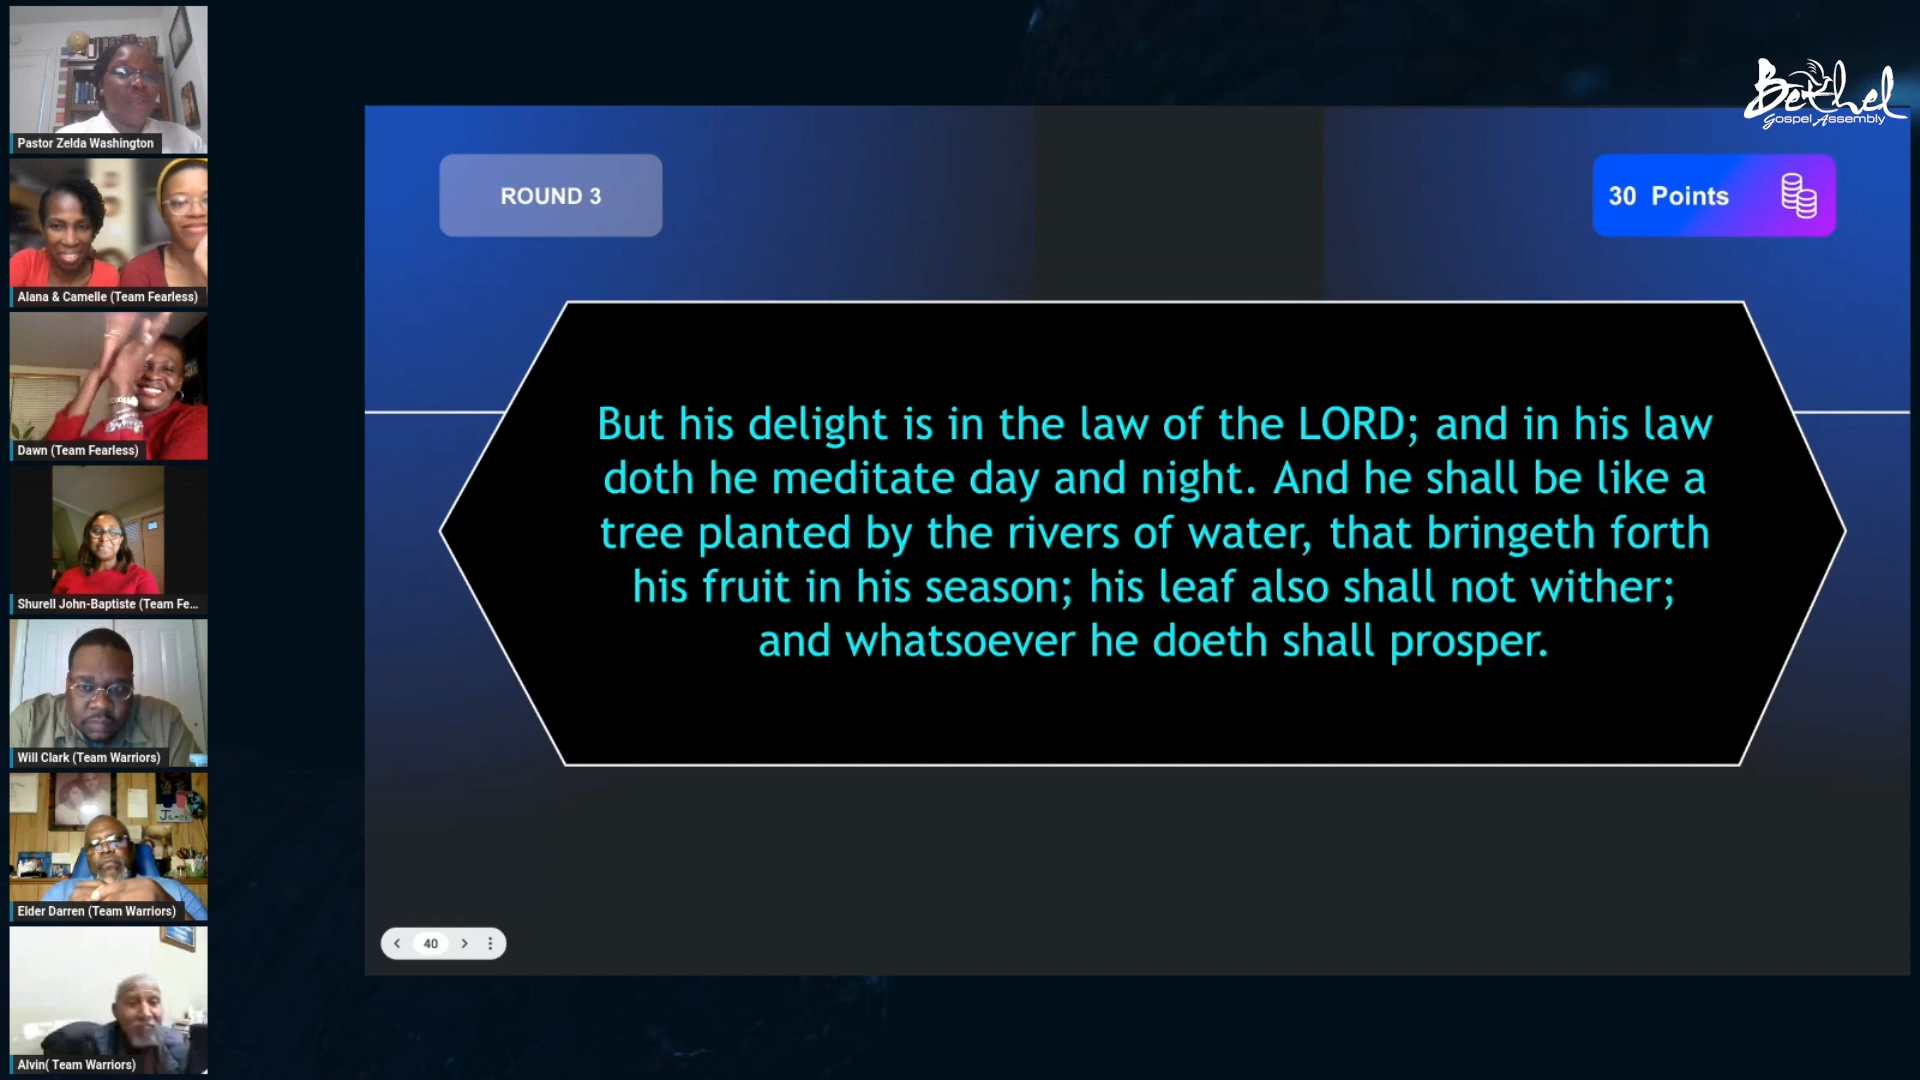 Pastor Zelda Washington
Alana & Camelle (Team Fearless)
Dawn (Team Fearless)
Shurell John-Baptiste (Team Fe...
Will Clark (Team Warriors)
James
Elder Darren (Team Warriors)
Alvin( Team Warriors)
Bethel
Gospel Assembly
ROUND 3
30 Points
But his delight is in the law of the LORD; and in his law
doth he meditate day and night. And he shall be like a
tree planted by the rivers of water, that bringeth forth
his fruit in his season; his leaf also shall not wither;
and whatsoever he doeth shall prosper.
40